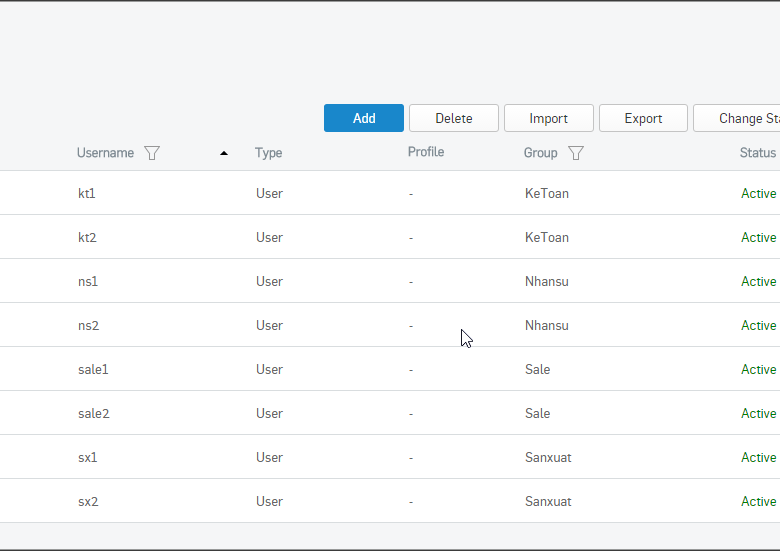 Add Delete Import Export Change Sta
Username Type Profile Group Status
kt1 User - KeToan Active
kt2 User - KeToan Active
ns1 User - Nhansu Active
ns2 User - Nhansu Active
sale1 User - Sale Active
sale2 User - Sale Active
sx1 User - Sanxuat Active
sx2 User - Sanxuat Active